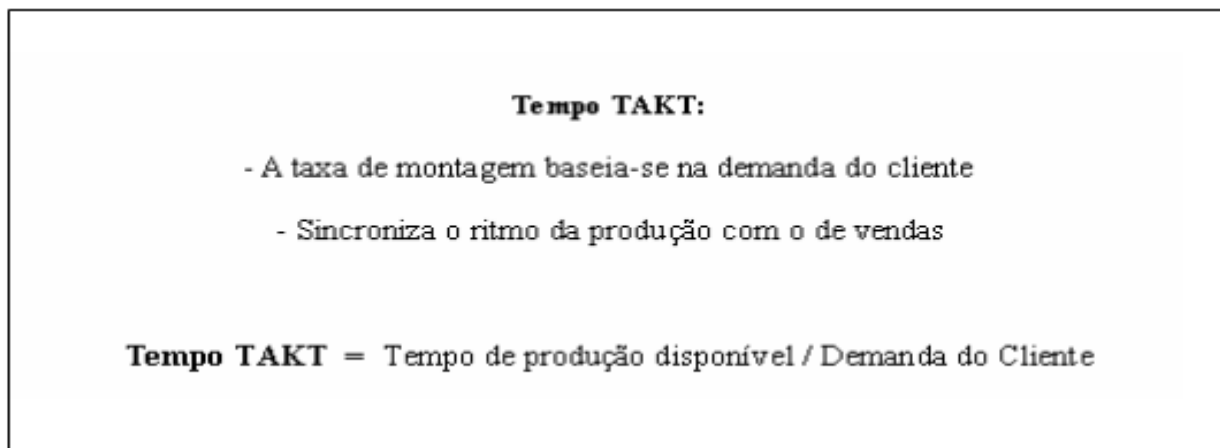 Tempo TAKT:
- A taxa de montagem baseia-se na demanda do cliente
- Sincroniza o ritmo da produção com o de vendas
Tempo TAKT = Tempo de produção disponível / Demanda do Cliente